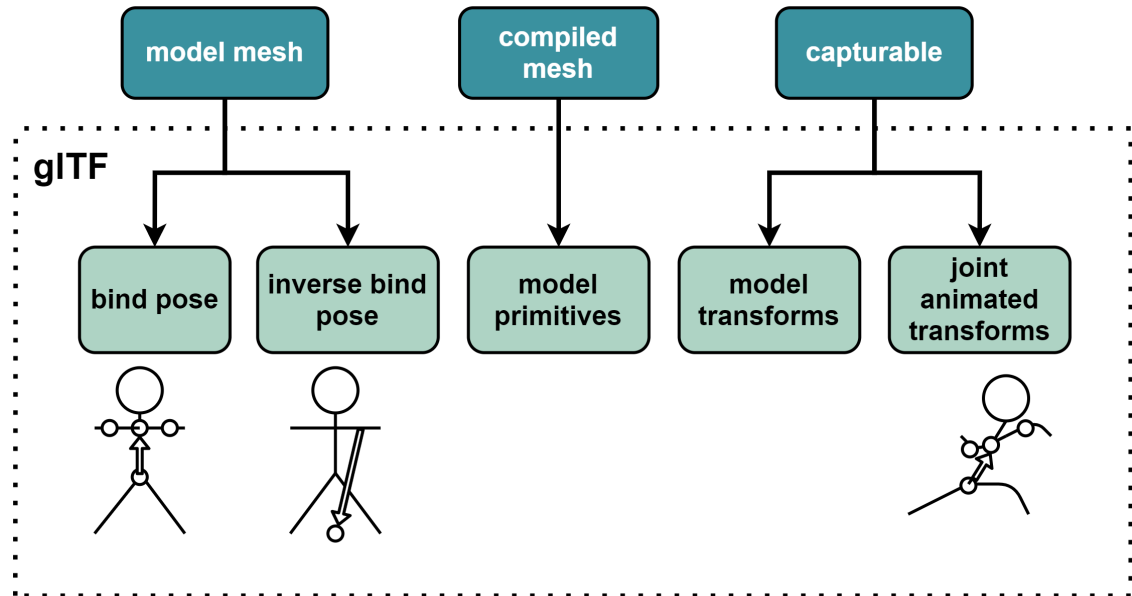 model mesh
compiled
mesh
capturable
glTF
bind pose
inverse bind
pose
model
primitives
model
transforms
joint
animated
transforms